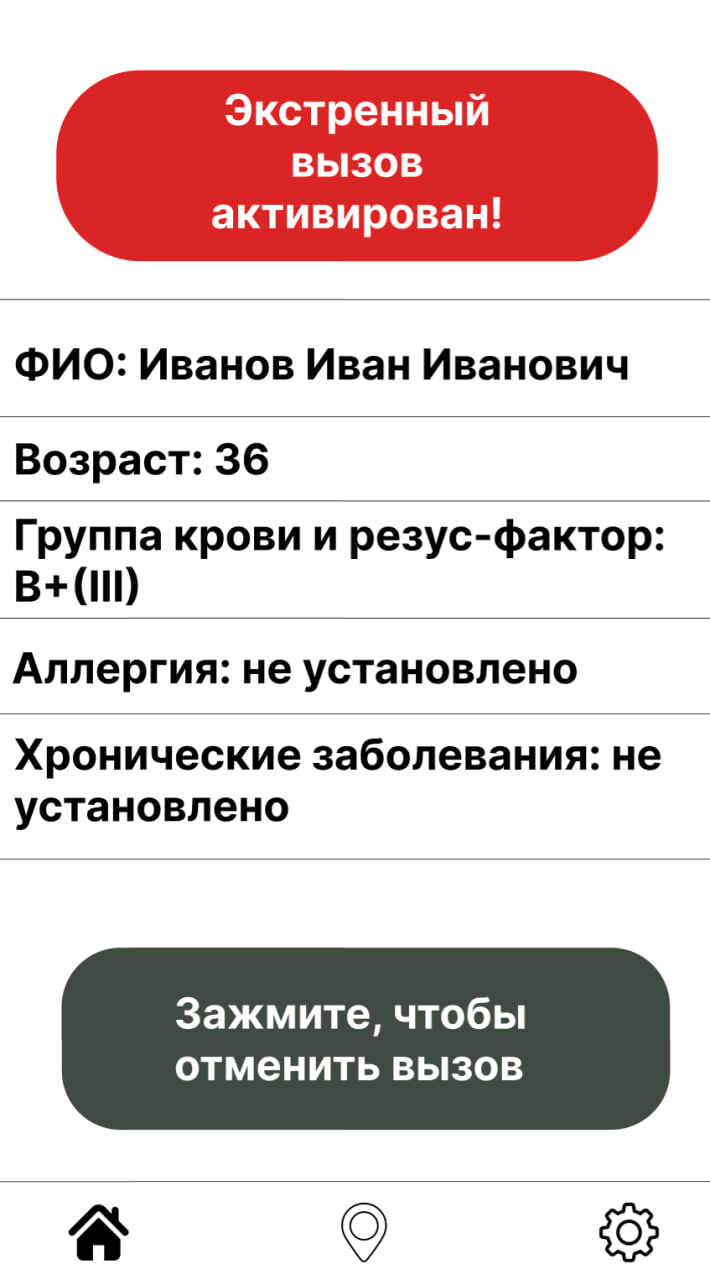 Экстренный
вызов
активирован!
ФИО: Иванов Иван Иванович
Возраст: 36
Группа крови и резус-фактор:
B+(III)
Аллергия: не установлено
Хронические заболевания: не
установлено
Зажмите, чтобы
отменить вызов